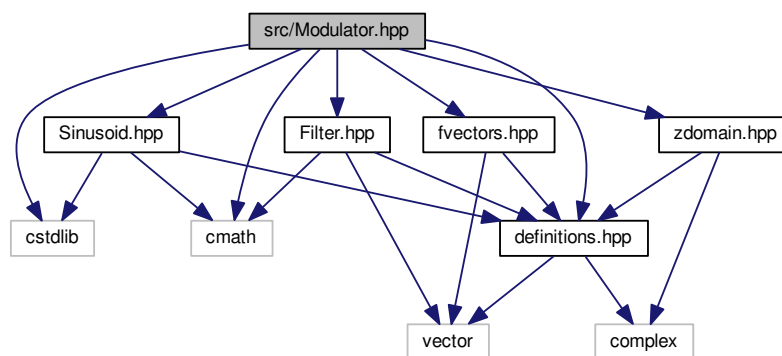 src/Modulator.hpp
Sinusoid.hpp
Filter.hpp
fvectors.hpp
zdomain.hpp
cstdlib
cmath
definitions.hpp
vector
complex